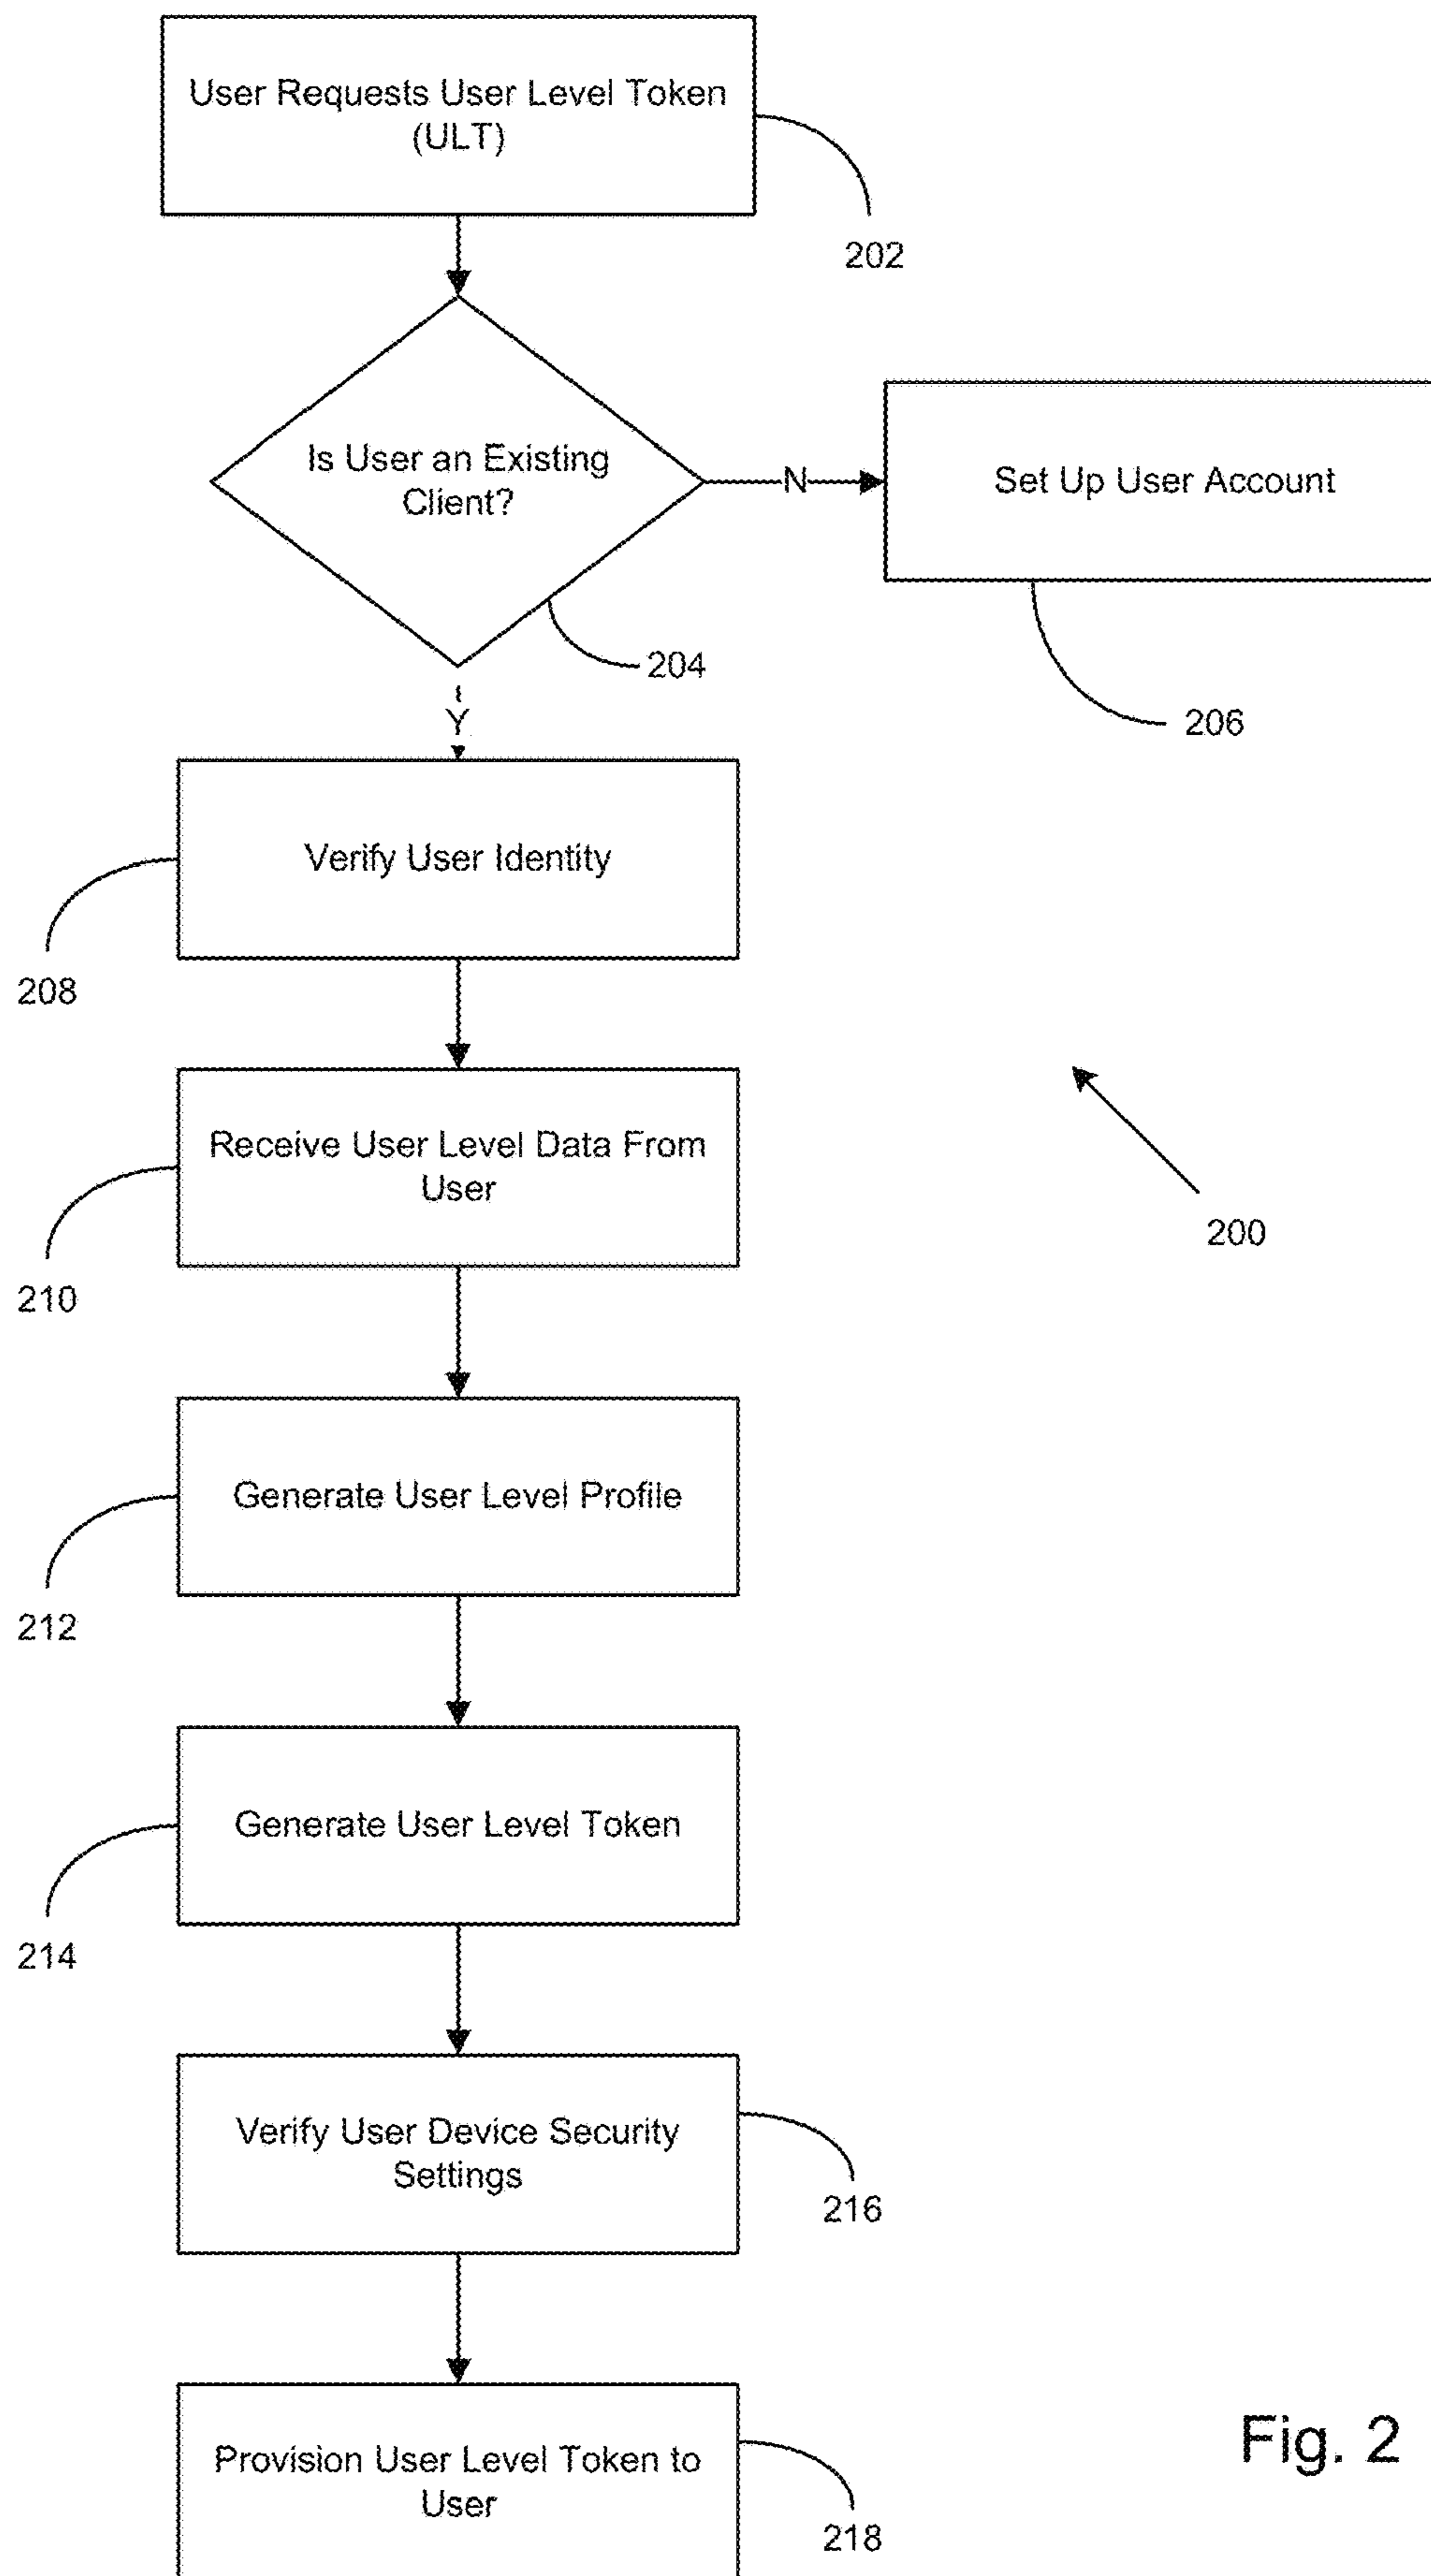 User Requests User Level Token
(ULT)
202
Is User an Existing
Client?
N
Set Up User Account
204
206
Y
Verify User Identity
208
Receive User Level Data From
User
210
200
Generate User Level Profile
212
Generate User Level Token
214
Verify User Device Security
Settings
216
Provision User Level Token to
User
218
Fig. 2